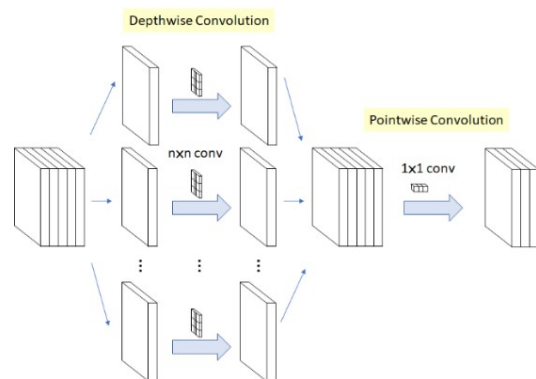 Depthwise Convolution
Pointwise Convolution
nxn conv
1x1 conv